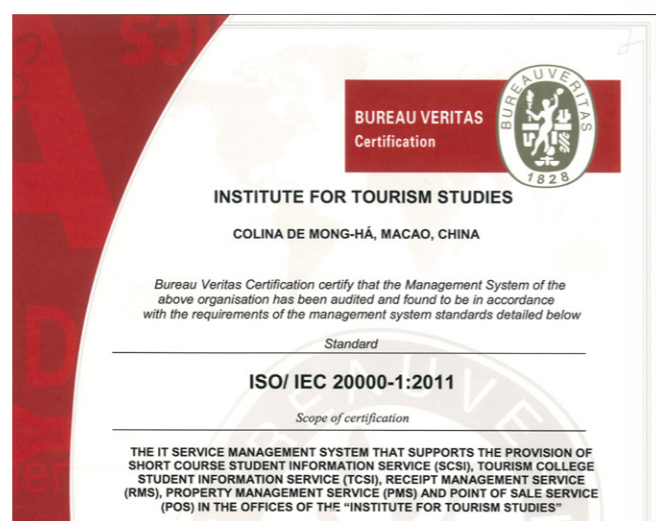 BUREAU VERITAS
Certification
BUREAU VERITAS
1828
INSTITUTE FOR TOURISM STUDIES
COLINA DE MONG-HÁ, MACAO, CHINA
Bureau Veritas Certification certify that the Management System of the
above organisation has been audited and found to be in accordance
with the requirements of the management system standards detailed below
Standard
ISO/ IEC 20000-1:2011
Scope of certification
THE IT SERVICE MANAGEMENT SYSTEM THAT SUPPORTS THE PROVISION OF
SHORT COURSE STUDENT INFORMATION SERVICE (SCSI), TOURISM COLLEGE
STUDENT INFORMATION SERVICE (TCSI), RECEIPT MANAGEMENT SERVICE
(RMS), PROPERTY MANAGEMENT SERVICE (PMS) AND POINT OF SALE SERVICE
(POS) IN THE OFFICES OF THE “INSTITUTE FOR TOURISM STUDIES”